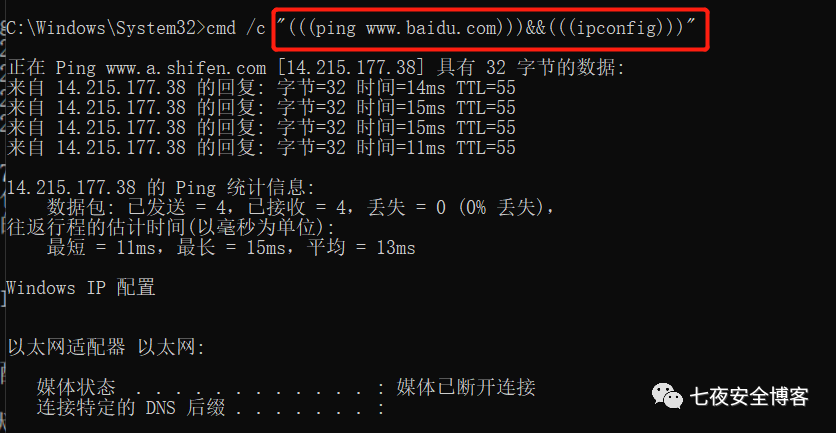 C:\Windows\System32>cmd /c "(((ping www.baidu.com)))&&(((ipconfig)))"
正在 Ping www.a.shifen.com [14.215.177.38] 具有 32 字节的数据:
来自 14.215.177.38 的回复: 字节=32 时间=14ms TTL=55
来自 14.215.177.38 的回复: 字节=32 时间=15ms TTL=55
来自 14.215.177.38 的回复: 字节=32 时间=15ms TTL=55
来自 14.215.177.38 的回复: 字节=32 时间=11ms TTL=55
14.215.177.38 的 Ping 统计信息:
数据包: 已发送 = 4，已接收 = 4，丢失 = 0 (0% 丢失)，
往返行程的估计时间(以毫秒为单位):
最短 = 11ms，最长 = 15ms，平均 = 13ms
Windows IP 配置
以太网适配器 以太网:
媒体状态 . . . . . . . . . . . . : 媒体已断开连接
连接特定的 DNS 后缀 . . . . . . . :
七夜安全博客